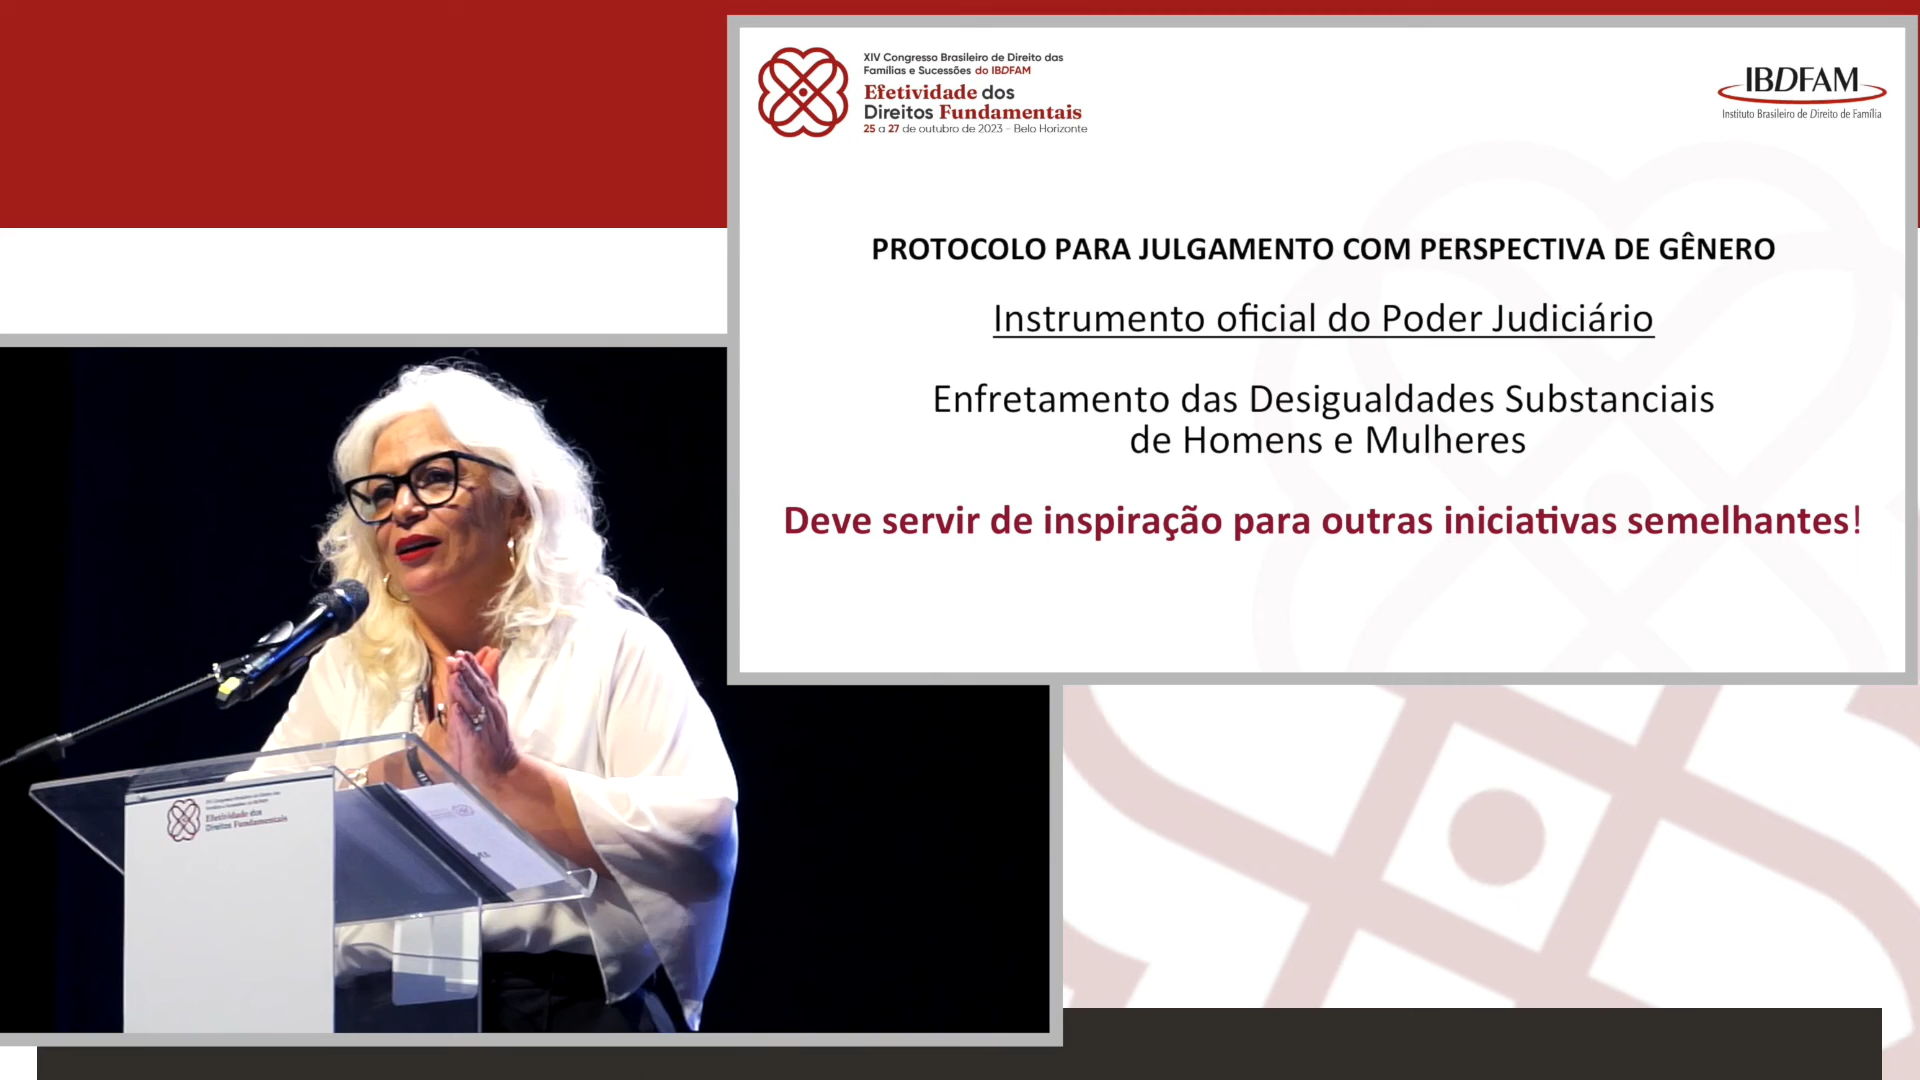 XIV Congresso Brasileiro de Direito das
Famílias e Sucessões do IBDFAM
Efetividade dos
Direitos Fundamentais
25 a 27 de outubro de 2023 - Belo Horizonte
IBDFAM
Instituto Brasileiro de Direito de Família
PROTOCOLO PARA JULGAMENTO COM PERSPECTIVA DE GÊNERO
Instrumento oficial do Poder Judiciário
Enfretamento das Desigualdades Substanciais
de Homens e Mulheres
Deve servir de inspiração para outras iniciativas semelhantes!
Efetividade dos
Direitos Fundamentais